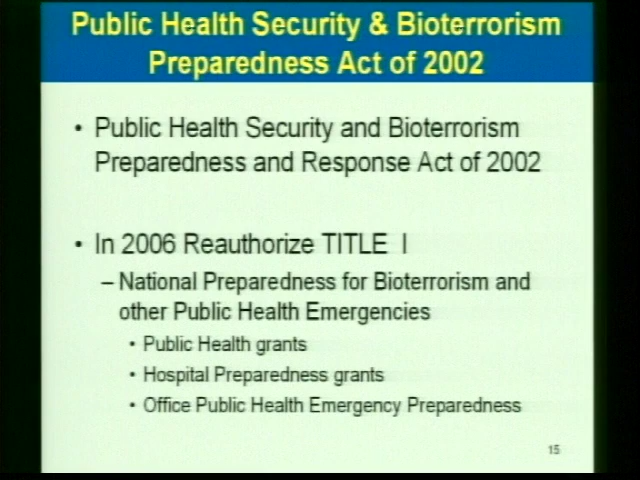 Public Health Security & Bioterrorism
Preparedness Act of 2002
• Public Health Security and Bioterrorism
Preparedness and Response Act of 2002
• In 2006 Reauthorize TITLE I
– National Preparedness for Bioterrorism and
other Public Health Emergencies
• Public Health grants
• Hospital Preparedness grants
• Office Public Health Emergency Preparedness
15